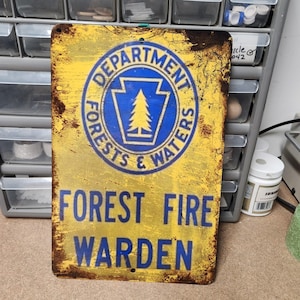 DEPARTMENT
FORESTS & WATERS
FOREST FIRE
WARDEN